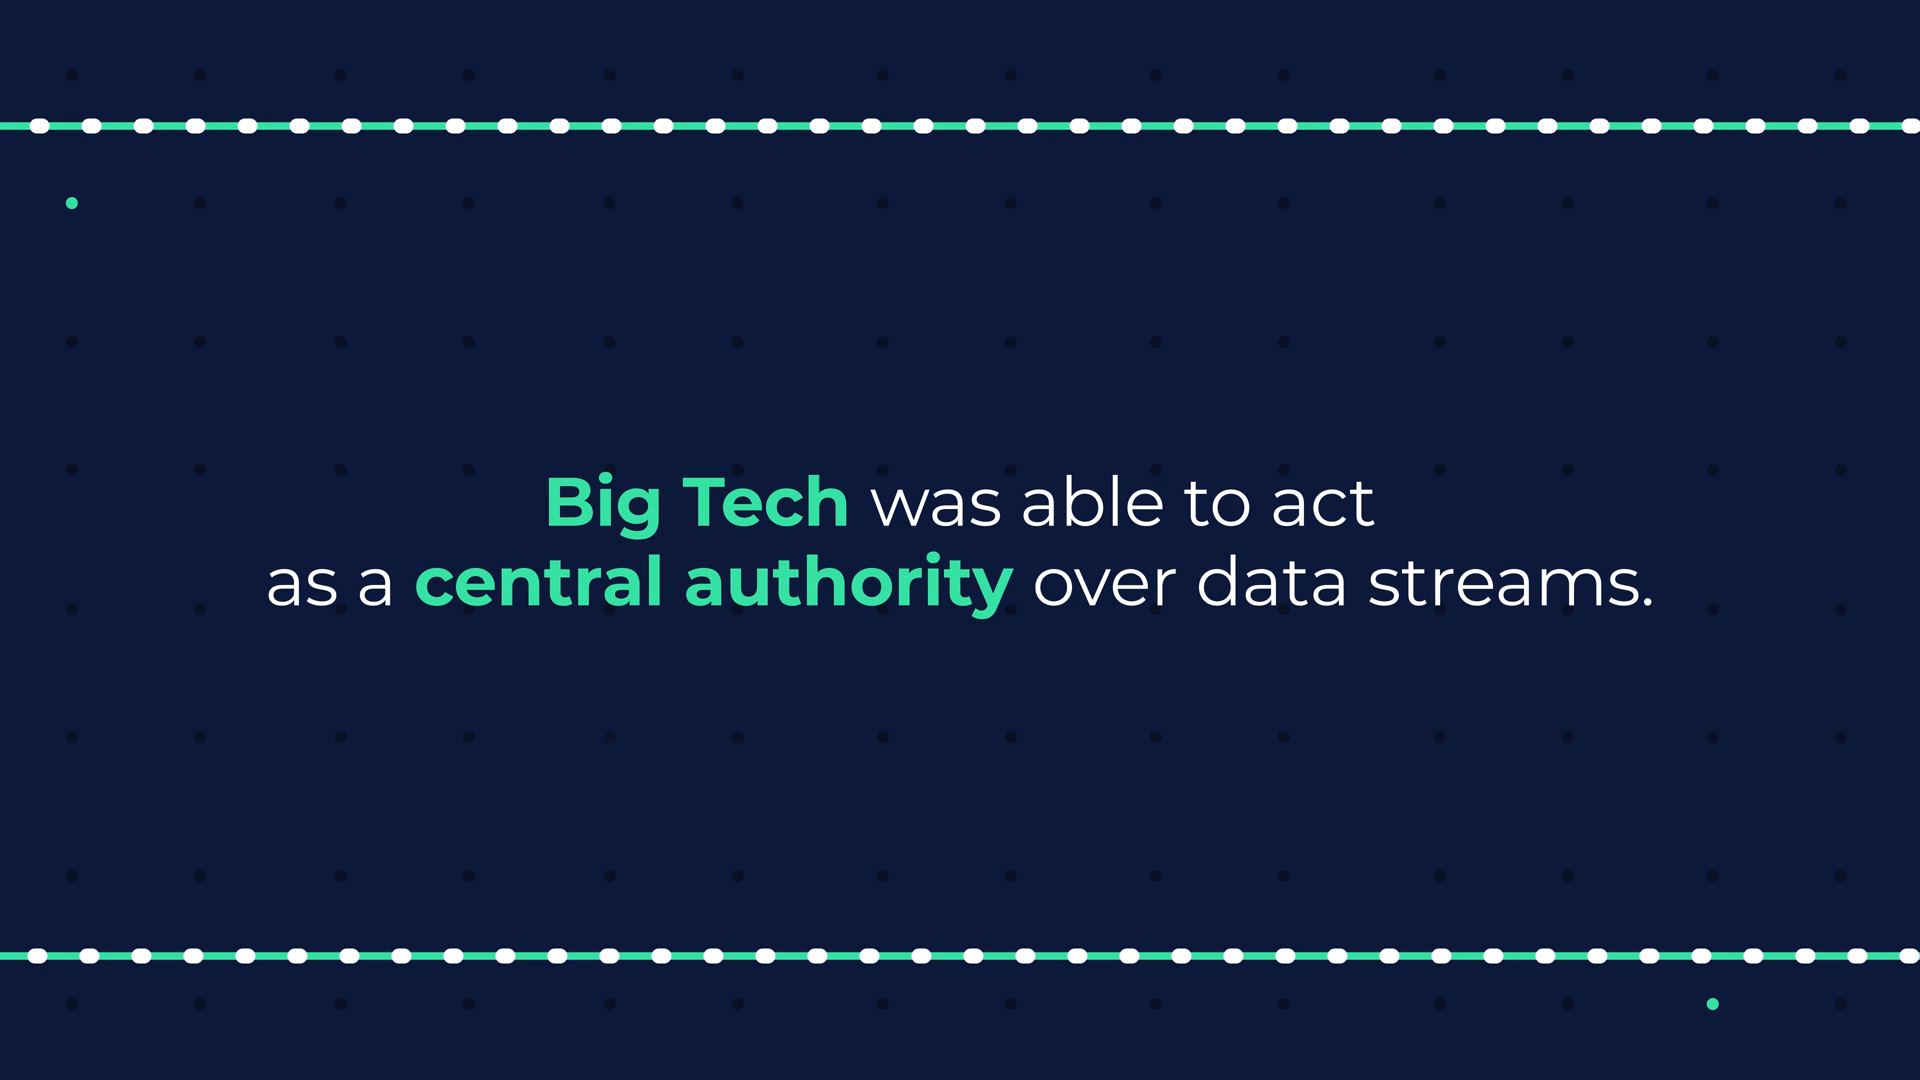 Big Tech was able to act
as a central authority over data streams.